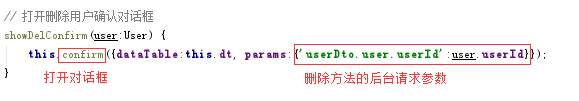 // 打开删除用户确认对话框
showDelConfirm(user:User) {
this.confirm({dataTable:this.dt, params:{'userDto.user.userId':user.userId}});
}
打开对话框 删除方法的后台请求参数